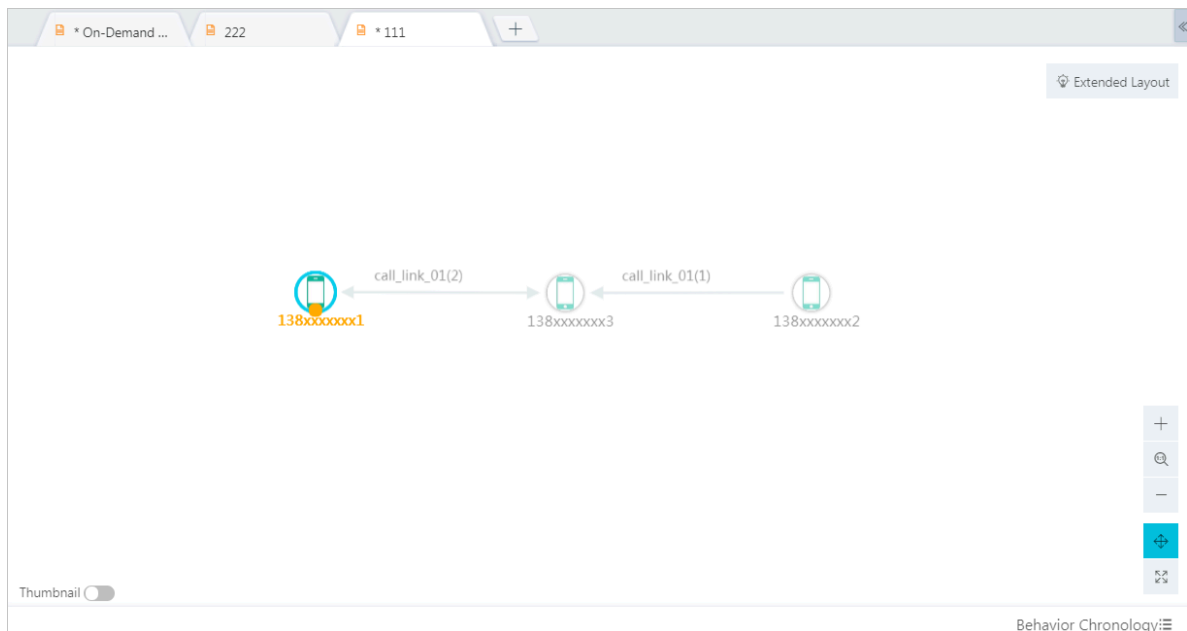 * On-Demand ...
222
* 111
Extended Layout
call_link_01(2)
call_link_01(1)
138xxxxxxx1
138xxxxxxx3
138xxxxxxx2
Thumbnail
Behavior Chronology